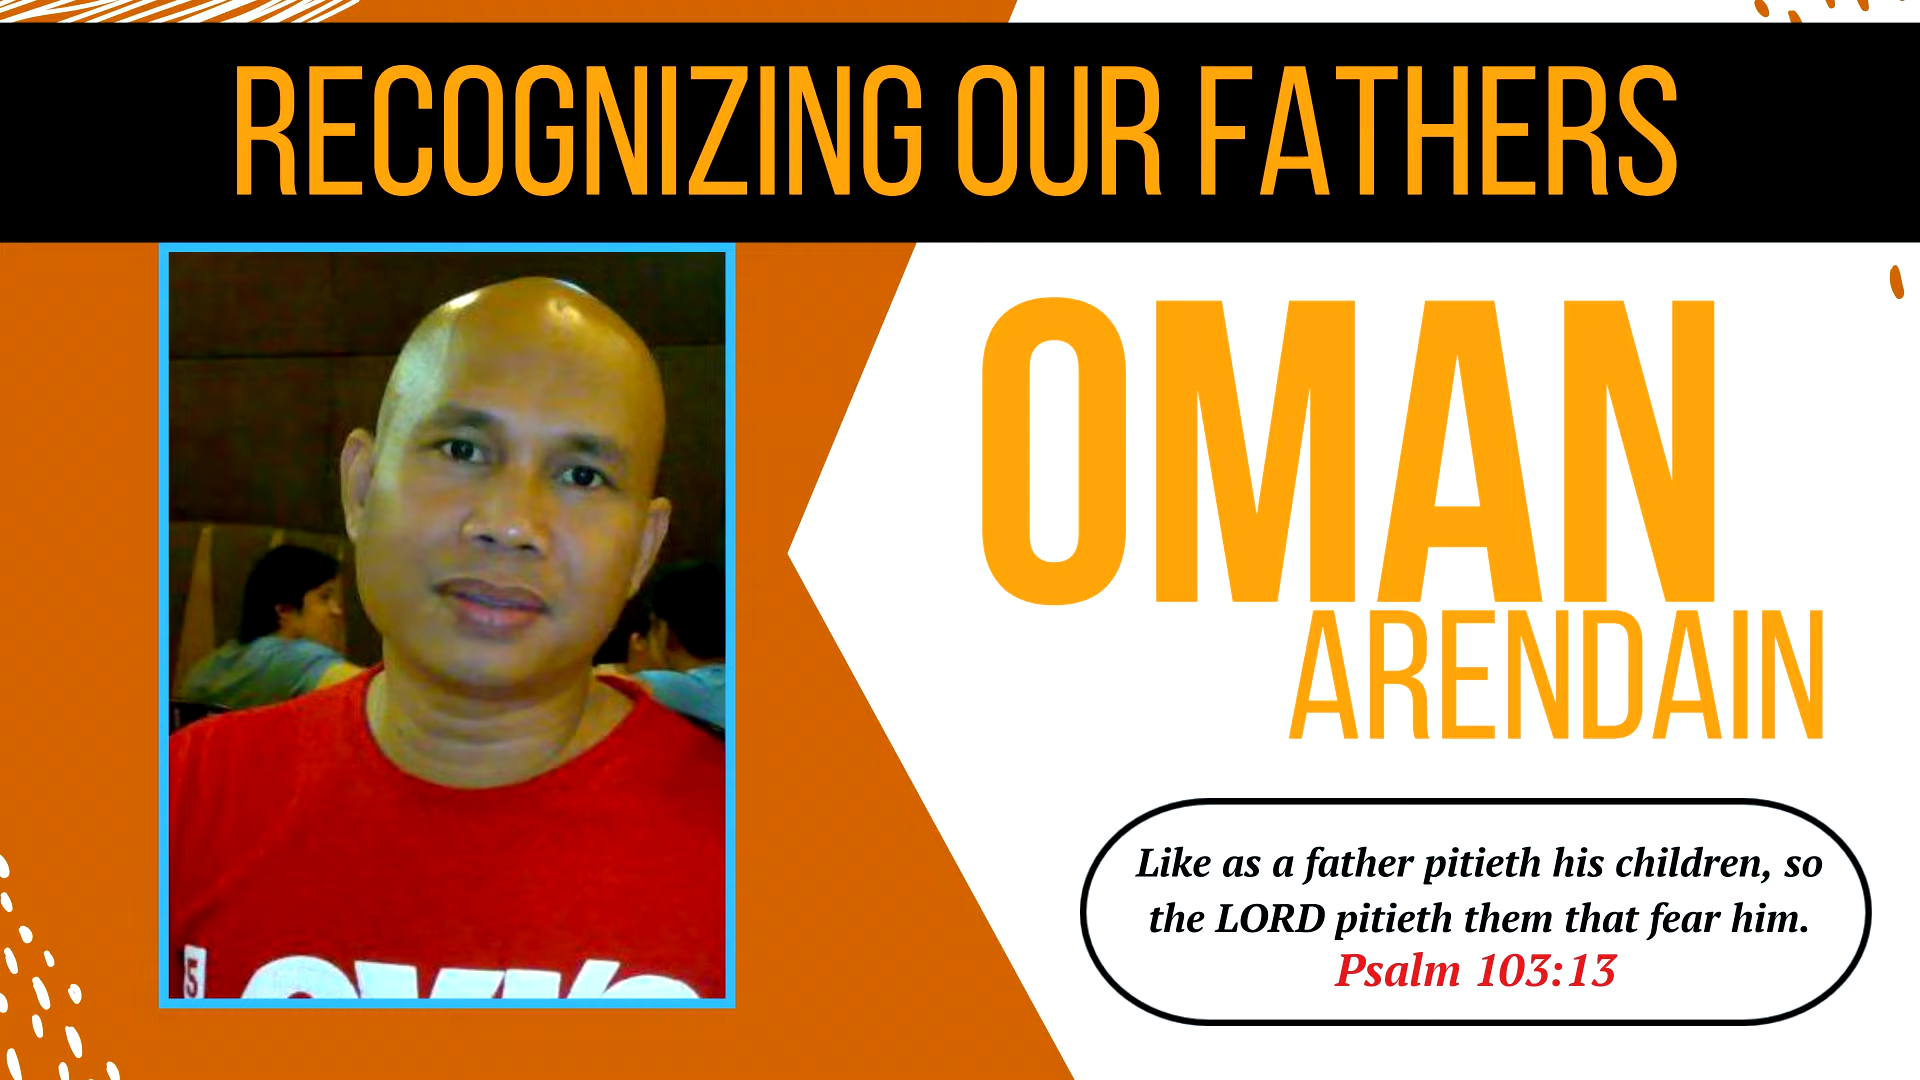 RECOGNIZING OUR FATHERS
OMAN
ARENDAIN
Like as a father pitieth his children, so
the LORD pitieth them that fear him.
Psalm 103:13
5